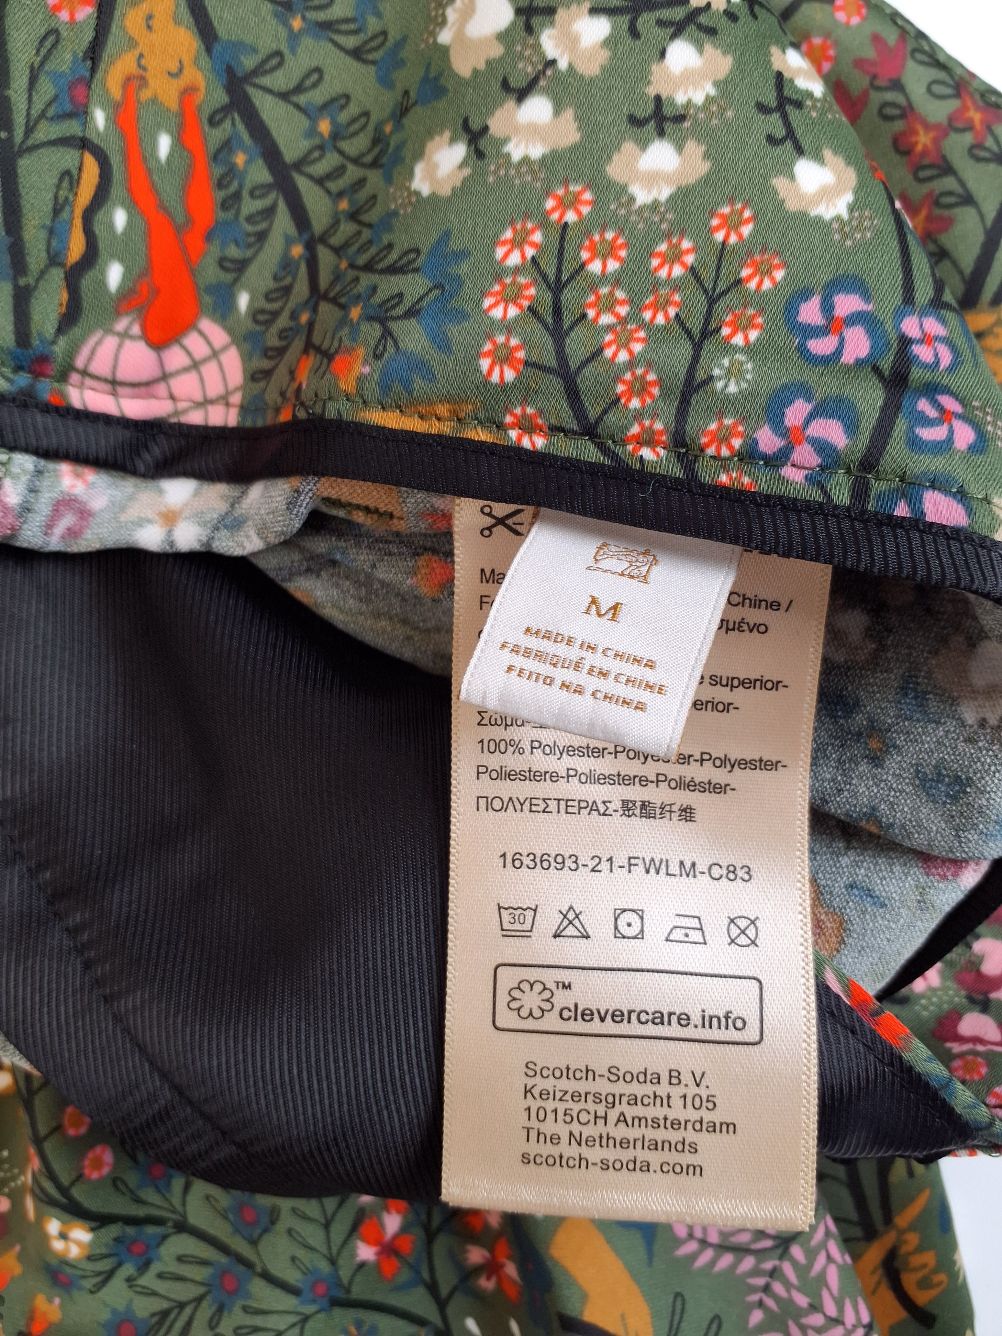 M
MADE IN CHINA
FABRIQUÉ EN CHINE
FEITO NA CHINA
Chine /
superior-
erior-
100% Polyester-Polyester-Polyester-
Poliestere-Poliestere-Poliéster-
ΠΟΛΥΕΣΤΕΡΑΣ-聚酯纤维
163693-21-FWLM-C83
30
™
clevercare.info
Scotch-Soda B.V.
Keizersgracht 105
1015CH Amsterdam
The Netherlands
scotch-soda.com